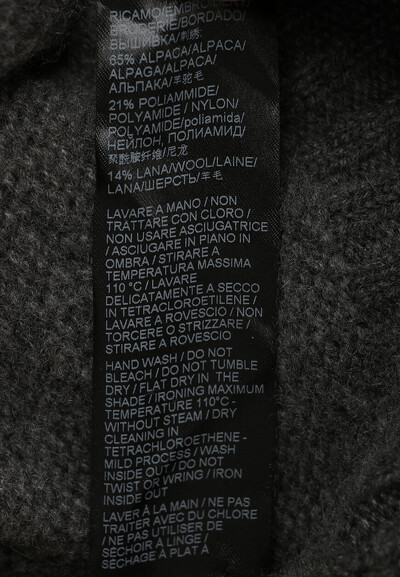 RICAMO/EMBRO
BRODERIE/BORDADO/
ВЫШИВКА/刺绣:
65% ALPACA/ALPACA/
ALPAGA/ALPACA/
АЛЬПАКА/羊驼毛
21% POLIAMMIDE/
POLYAMIDE / NYLON/
POLYAMIDE/poliamida/
НЕЙЛОН, ПОЛИАМИД/
聚酰胺纤维/尼龙
14% LANA/WOOL/LAINE/
LANA/ШЕРСТЬ/羊毛
LAVARE A MANO / NON
TRATTARE CON CLORO /
NON USARE ASCIUGATRICE
/ ASCIUGARE IN PIANO IN
OMBRA / STIRARE A
TEMPERATURA MASSIMA
110 °C / LAVARE
DELICATAMENTE A SECCO
IN TETRACLOROETILENE /
LAVARE A ROVESCIO / NON
TORCERE O STRIZZARE /
STIRARE A ROVESCIO
HAND WASH / DO NOT
BLEACH / DO NOT TUMBLE
DRY / FLAT DRY IN THE
SHADE / IRONING MAXIMUM
TEMPERATURE 110°C -
WITHOUT STEAM / DRY
CLEANING IN
TETRACHLOROETHENE -
MILD PROCESS / WASH
INSIDE OUT / DO NOT
TWIST OR WRING / IRON
INSIDE OUT
LAVER À LA MAIN / NE PAS
TRAITER AVEC DU CHLORE
/ NE PAS UTILISER DE
SÉCHOIR À LINGE /
SÉCHAGE À PLAT À